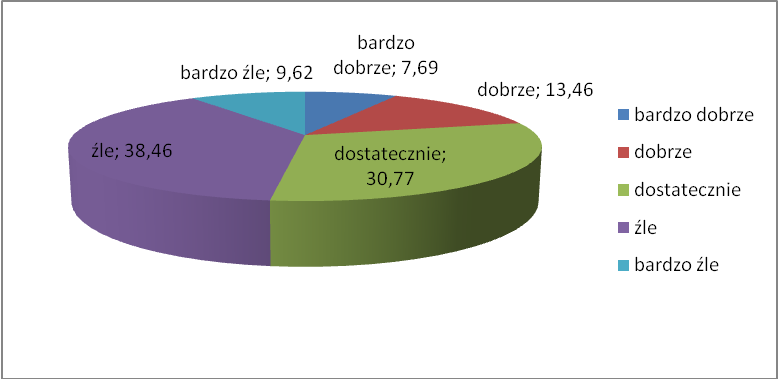 bardzo
dobrze; 7,69
dobrze; 13,46
dostatecznie;
30,77
źle; 38,46
bardzo źle; 9,62
bardzo dobrze
dobrze
dostatecznie
źle
bardzo źle